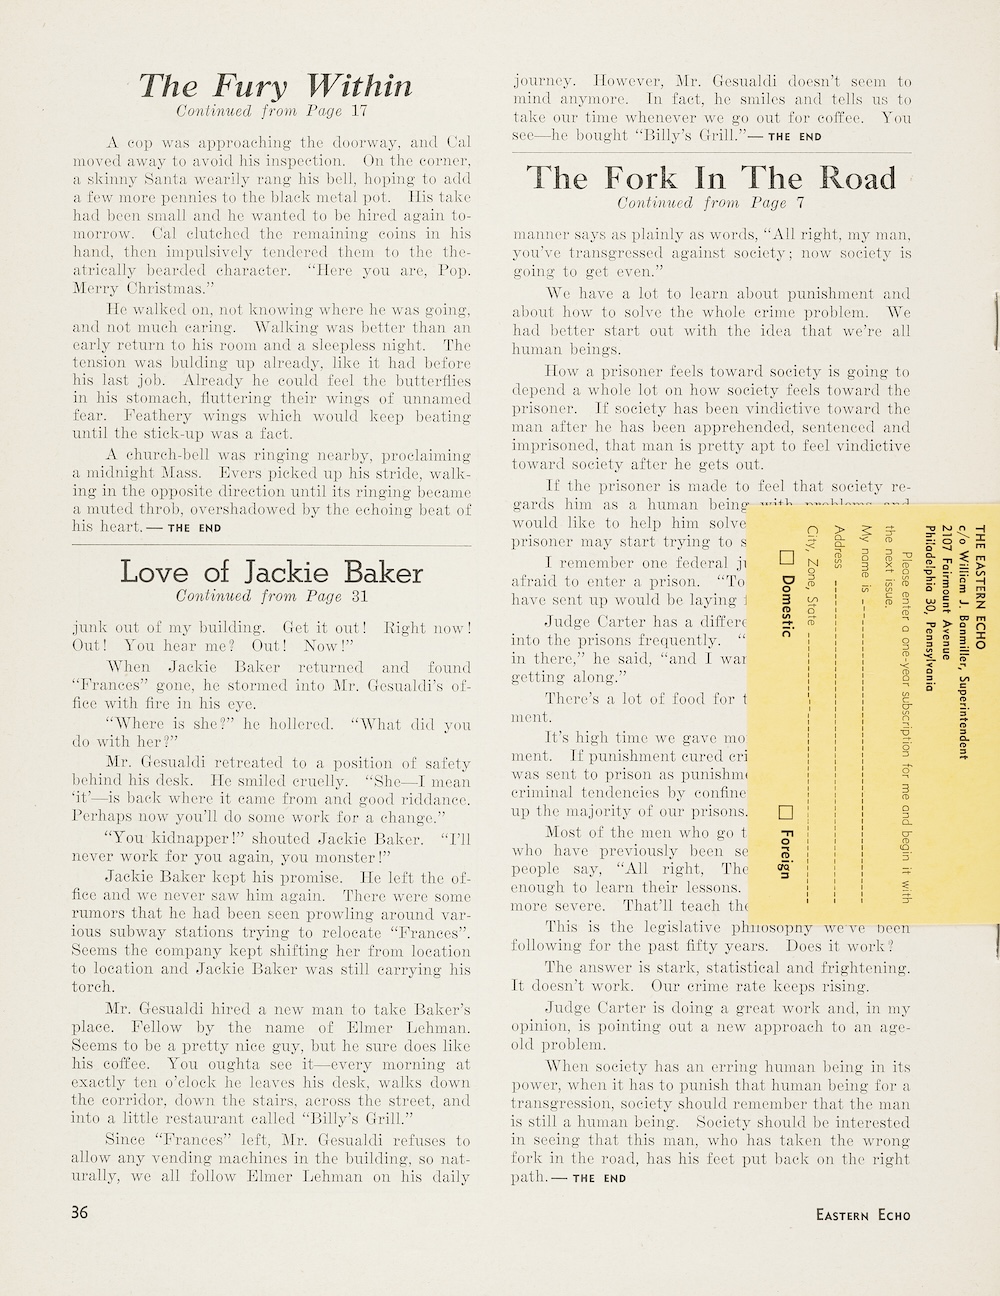 The Fury Within
Continued from Page 17
A cop was approaching the doorway, and Cal
moved away to avoid his inspection. On the corner,
a skinny Santa wearily rang his bell, hoping to add
a few more pennies to the black metal pot. His take
had been small and he wanted to be hired again to-
morrow. Cal clutched the remaining coins in his
hand, then impulsively tendered them to the the-
atrically bearded character. “Here you are, Pop.
Merry Christmas.”
He walked on, not knowing where he was going,
and not much caring. Walking was better than an
early return to his room and a sleepless night. The
tension was bulding up already, like it had before
his last job. Already he could feel the butterflies
in his stomach, fluttering their wings of unnamed
fear. Feathery wings which would keep beating
until the stick-up was a fact.
A church-bell was ringing nearby, proclaiming
a midnight Mass. Evers picked up his stride, walk-
ing in the opposite direction until its ringing became
a muted throb, overshadowed by the echoing beat of
his heart.— THE END
Love of Jackie Baker
Continued from Page 31
junk out of my building. Get it out! Right now!
Out! You hear me? Out! Now!”
When Jackie Baker returned and found
“Frances” gone, he stormed into Mr. Gesualdi’s of-
fice with fire in his eye.
“Where is she?” he hollered. “What did you
do with her?”
Mr. Gesualdi retreated to a position of safety
behind his desk. He smiled cruelly. “She—I mean
‘it’—is back where it came from and good riddance.
Perhaps now you’ll do some work for a change.”
“You kidnapper!” shouted Jackie Baker. “I’ll
never work for you again, you monster!”
Jackie Baker kept his promise. He left the of-
fice and we never saw him again. There were some
rumors that he had been seen prowling around var-
ious subway stations trying to relocate “Frances”.
Seems the company kept shifting her from location
to location and Jackie Baker was still carrying his
torch.
Mr. Gesualdi hired a new man to take Baker’s
place. Fellow by the name of Elmer Lehman.
Seems to be a pretty nice guy, but he sure does like
his coffee. You oughta see it—every morning at
exactly ten o’clock he leaves his desk, walks down
the corridor, down the stairs, across the street, and
into a little restaurant called “Billy’s Grill.”
Since “Frances” left, Mr. Gesualdi refuses to
allow any vending machines in the building, so nat-
urally, we all follow Elmer Lehman on his daily
journey. However, Mr. Gesualdi doesn’t seem to
mind anymore. In fact, he smiles and tells us to
take our time whenever we go out for coffee. You
see—he bought “Billy’s Grill.”— THE END
The Fork In The Road
Continued from Page 7
manner says as plainly as words, “All right, my man,
you’ve transgressed against society; now society is
going to get even.”
We have a lot to learn about punishment and
about how to solve the whole crime problem. We
had better start out with the idea that we’re all
human beings.
How a prisoner feels toward society is going to
depend a whole lot on how society feels toward the
prisoner. If society has been vindictive toward the
man after he has been apprehended, sentenced and
imprisoned, that man is pretty apt to feel vindictive
toward society after he gets out.
If the prisoner is made to feel that society re-
gards him as a human being with problems and
would like to help him solve
prisoner may start trying to s
I remember one federal ju
afraid to enter a prison. “To
have sent up would be laying
Judge Carter has a differe
into the prisons frequently. “
in there,” he said, “and I wan
getting along.”
There’s a lot of food for t
ment.
It’s high time we gave mo
ment. If punishment cured cri
was sent to prison as punishme
criminal tendencies by confine
up the majority of our prisons.
Most of the men who go t
who have previously been se
people say, “All right, The
enough to learn their lessons.
more severe. That’ll teach the
This is the legislative philosophy we’ve been
following for the past fifty years. Does it work?
The answer is stark, statistical and frightening.
It doesn’t work. Our crime rate keeps rising.
Judge Carter is doing a great work and, in my
opinion, is pointing out a new approach to an age-
old problem.
When society has an erring human being in its
power, when it has to punish that human being for a
transgression, society should remember that the man
is still a human being. Society should be interested
in seeing that this man, who has taken the wrong
fork in the road, has his feet put back on the right
path.— THE END
THE EASTERN ECHO
c/o William J. Banmiller, Superintendent
2107 Fairmount Avenue
Philadelphia 30, Pennsylvania
Please enter a one-year subscription for me and begin it with
the next issue.
My name is
Address
City, Zone, State
Domestic
Foreign
36
EASTERN ECHO